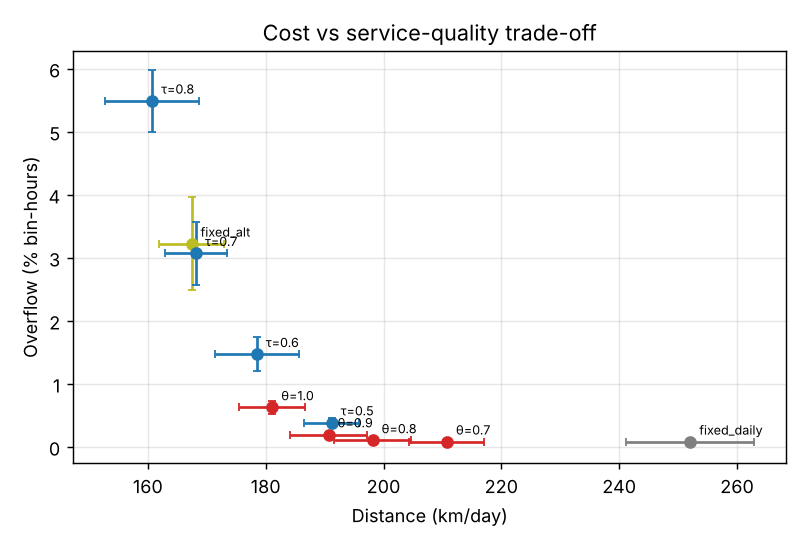 Cost vs service-quality trade-off
6
τ=0.8
5
4
fixed_alt
τ=0.7
3
2
τ=0.6
1
θ=1.0
τ=0.5
θ=0.9
θ=0.8
θ=0.7
fixed_daily
0
Overflow (% bin-hours)
160
180
200
220
240
260
Distance (km/day)